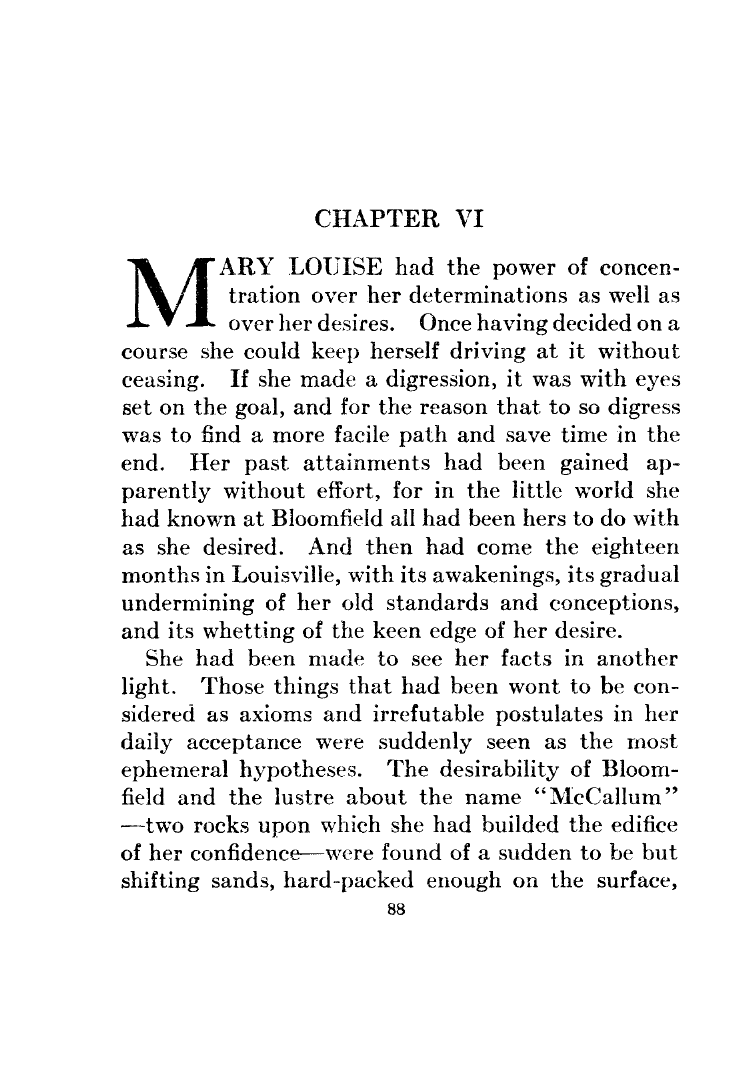 CHAPTER VI
MARY LOUISE had the power of concen-
tration over her determinations as well as
over her desires. Once having decided on a
course she could keep herself driving at it without
ceasing. If she made a digression, it was with eyes
set on the goal, and for the reason that to so digress
was to find a more facile path and save time in the
end. Her past attainments had been gained ap-
parently without effort, for in the little world she
had known at Bloomfield all had been hers to do with
as she desired. And then had come the eighteen
months in Louisville, with its awakenings, its gradual
undermining of her old standards and conceptions,
and its whetting of the keen edge of her desire.
She had been made to see her facts in another
light. Those things that had been wont to be con-
sidered as axioms and irrefutable postulates in her
daily acceptance were suddenly seen as the most
ephemeral hypotheses. The desirability of Bloom-
field and the lustre about the name “McCallum”
—two rocks upon which she had builded the edifice
of her confidence—were found of a sudden to be but
shifting sands, hard-packed enough on the surface,
88